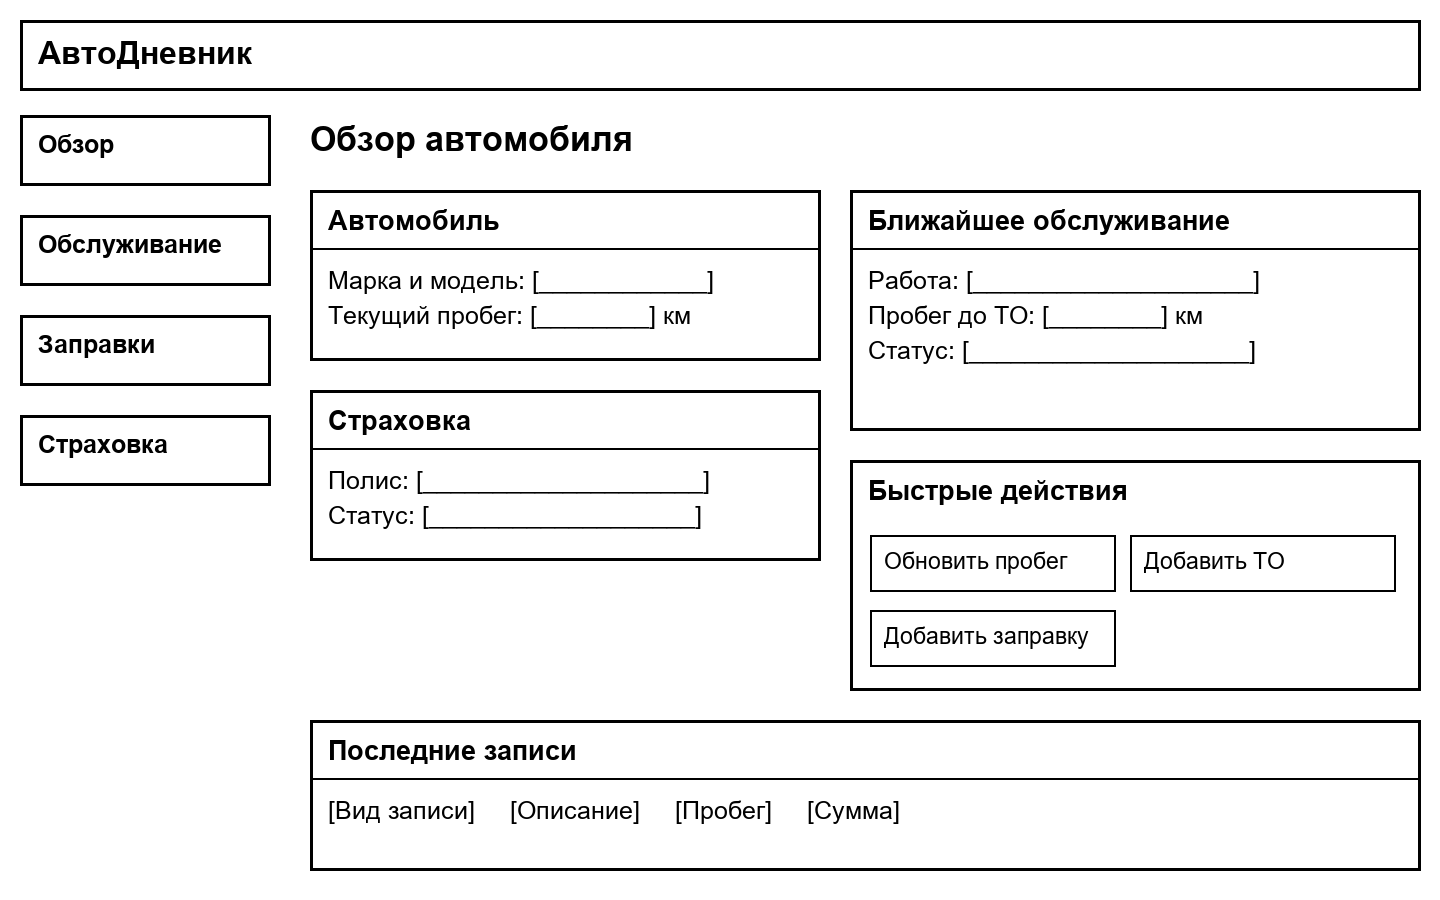 АвтоДневник
Обзор
Обслуживание
Заправки
Страховка
Обзор автомобиля
Автомобиль
Марка и модель: [____________]
Текущий пробег: [________] км
Страховка
Полис: [____________________]
Статус: [___________________]
Ближайшее обслуживание
Работа: [____________________]
Пробег до ТО: [________] км
Статус: [____________________]
Быстрые действия
Обновить пробег
Добавить ТО
Добавить заправку
Последние записи
[Вид записи] [Описание] [Пробег] [Сумма]